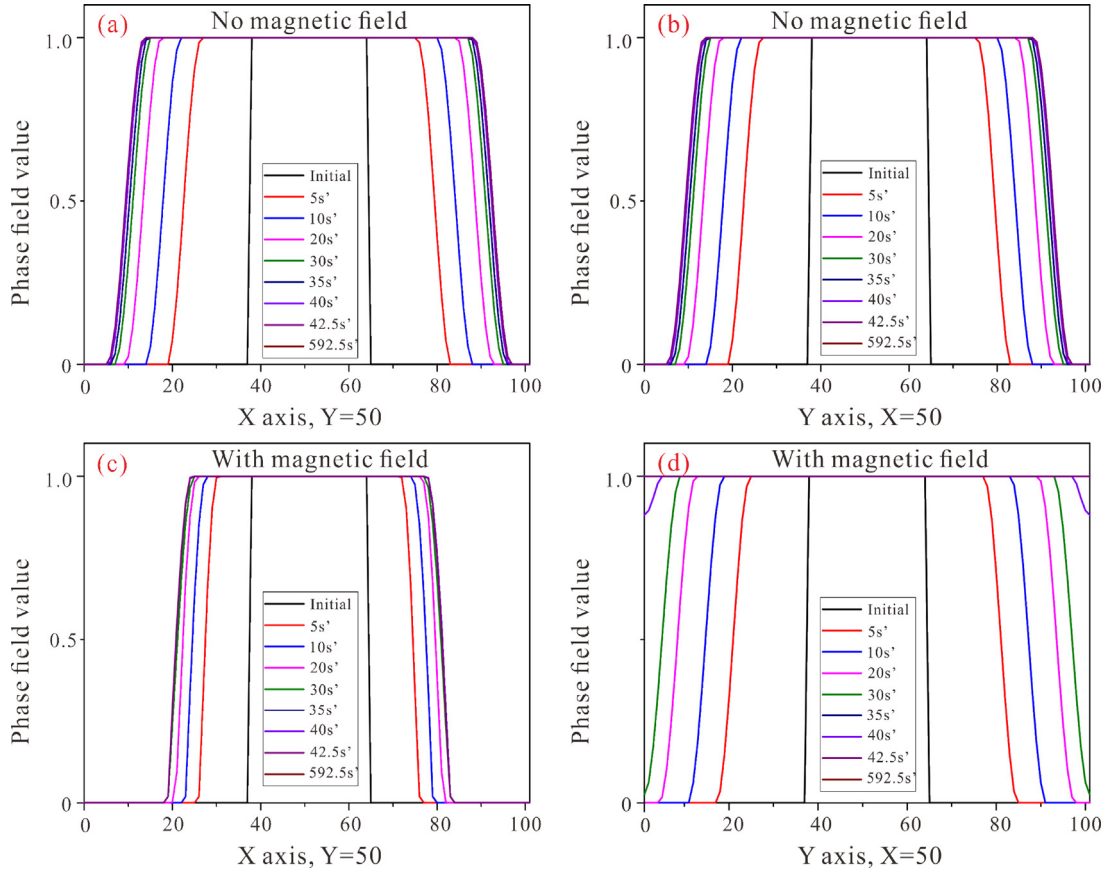 (a) No magnetic field
1.0
0.5
0
Phase field value
Initial
5s’
10s’
20s’
30s’
35s’
40s’
42.5s’
592.5s’
0 20 40 60 80 100
X axis, Y=50
(b) No magnetic field
1.0
0.5
0
Phase field value
Initial
5s’
10s’
20s’
30s’
35s’
40s’
42.5s’
592.5s’
0 20 40 60 80 100
Y axis, X=50
(c) With magnetic field
1.0
0.5
0
Phase field value
Initial
5s’
10s’
20s’
30s’
35s’
40s’
42.5s’
592.5s’
0 20 40 60 80 100
X axis, Y=50
(d) With magnetic field
1.0
0.5
0
Phase field value
Initial
5s’
10s’
20s’
30s’
35s’
40s’
42.5s’
592.5s’
0 20 40 60 80 100
Y axis, X=50